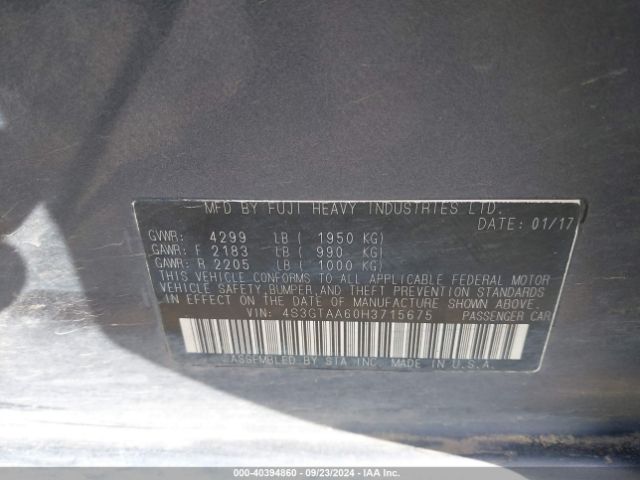 MFD BY FUJI HEAVY INDUSTRIES LTD.
DATE: 01/17
GVWR: 4299 LB ( 1950 KG)
GAWR: F 2183 LB ( 990 KG)
GAWR: R 2205 LB ( 1000 KG)
THIS VEHICLE CONFORMS TO ALL APPLICABLE FEDERAL MOTOR
VEHICLE SAFETY,BUMPER,AND THEFT PREVENTION STANDARDS
IN EFFECT ON THE DATE OF MANUFACTURE SHOWN ABOVE
VIN: 4S3GTAA60H3715675 PASSENGER CAR
ASSEMBLED BY SIA INC. MADE IN U.S.A.
000-40394860 - 09/23/2024 - IAA Inc.